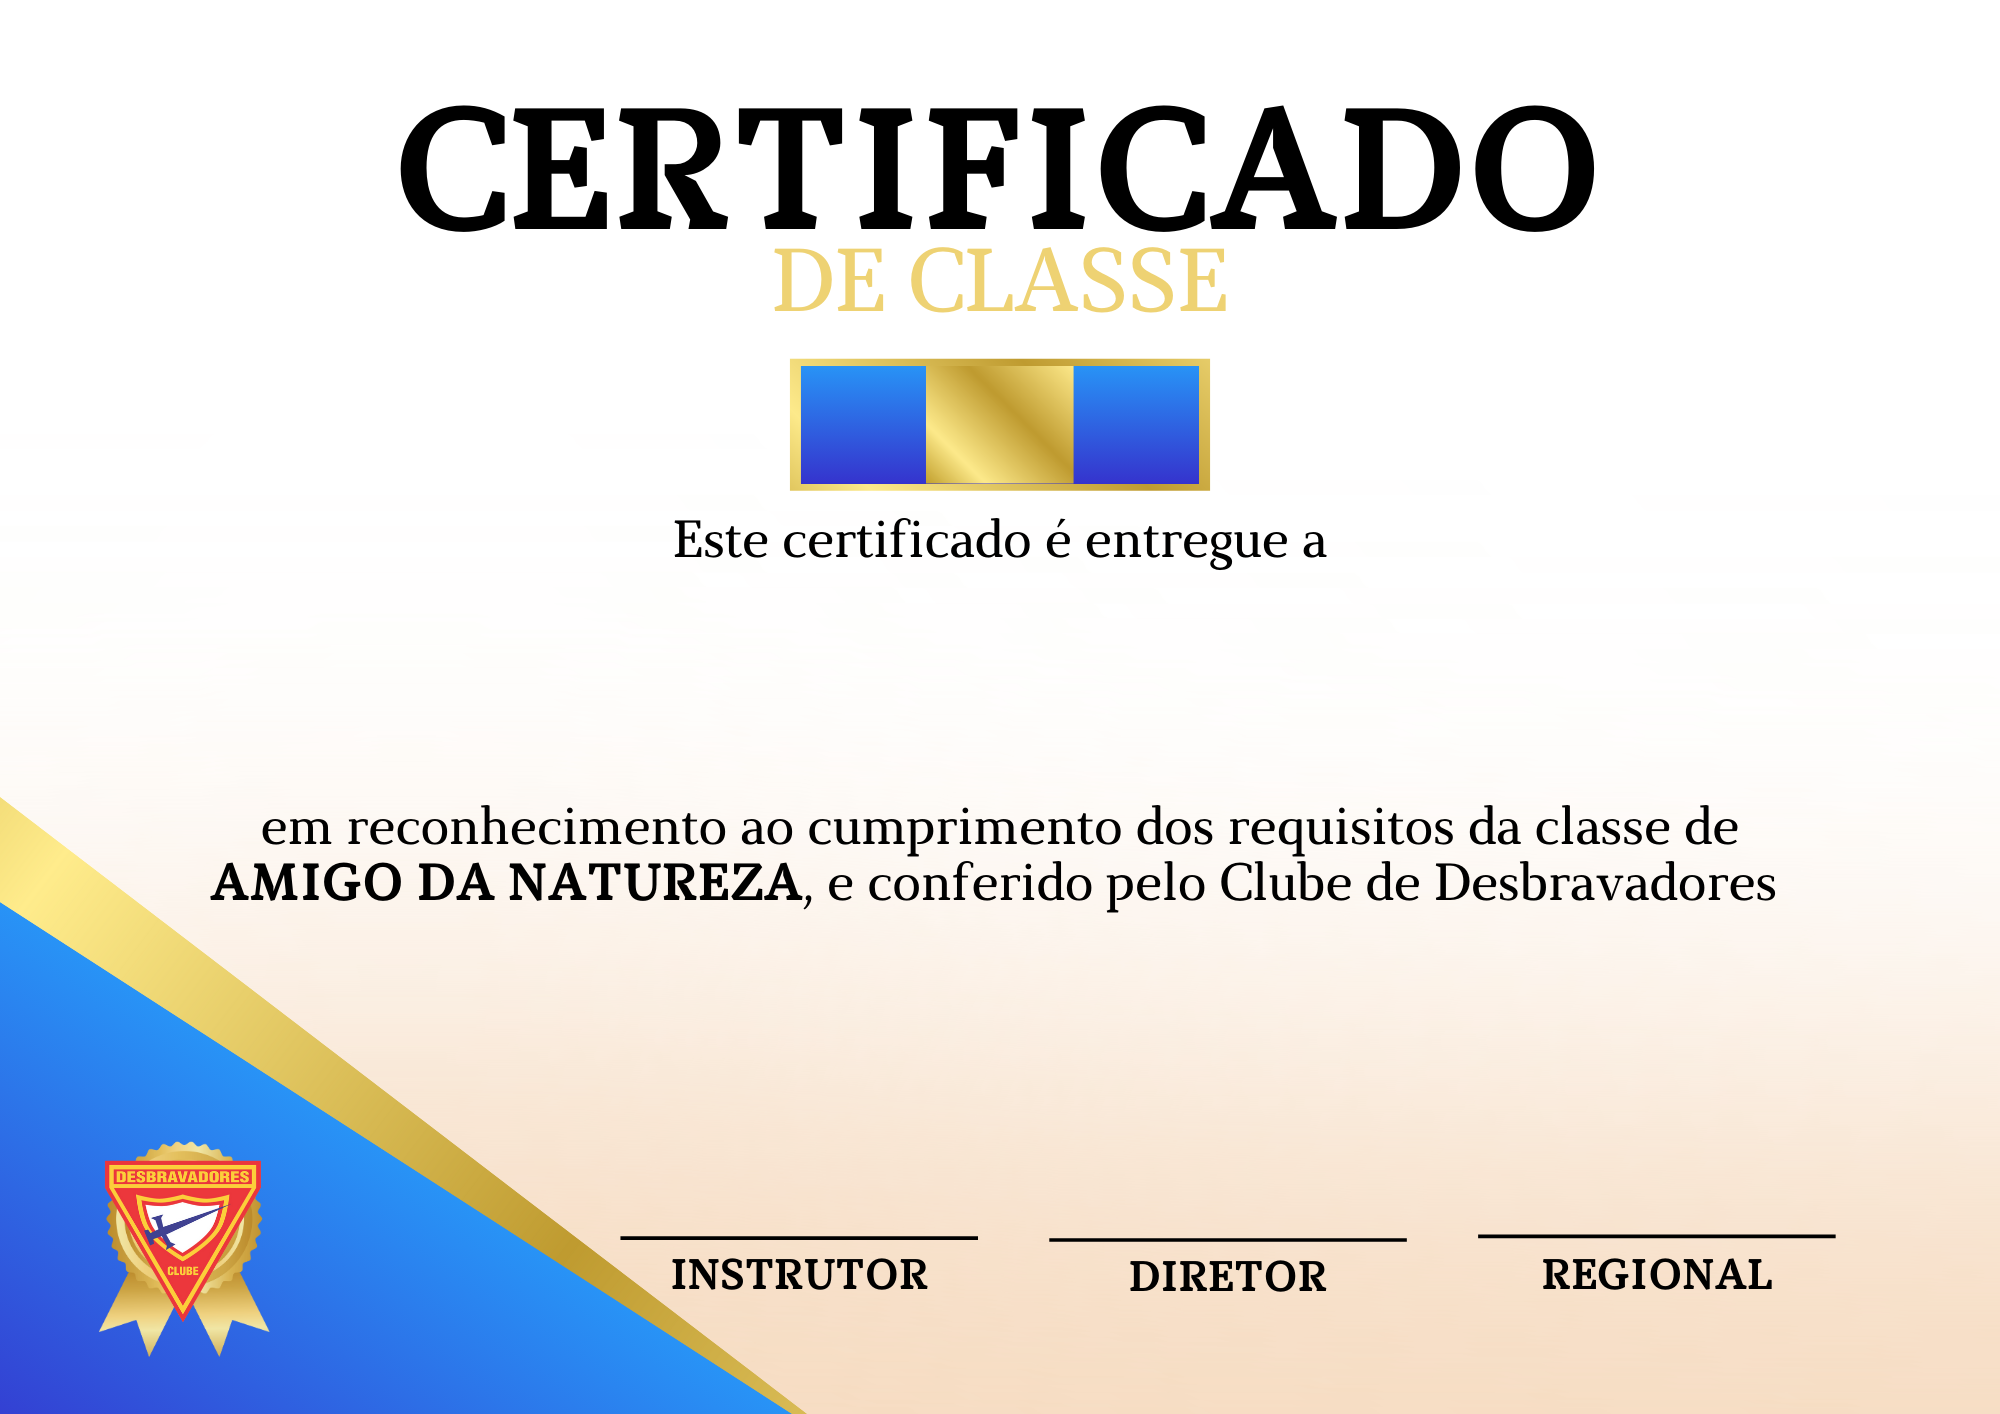 CERTIFICADO
DE CLASSE
Este certificado é entregue a
em reconhecimento ao cumprimento dos requisitos da classe de
AMIGO DA NATUREZA, e conferido pelo Clube de Desbravadores
DESBRAVADORES
CLUBE
INSTRUTOR
DIRETOR
REGIONAL